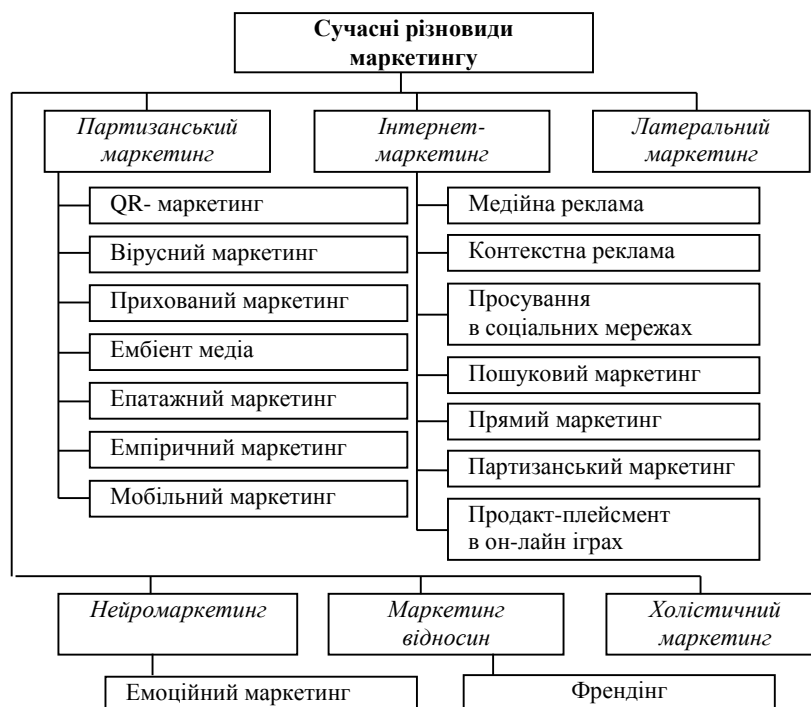 Сучасні різновиди
маркетингу
Партизанський
маркетинг
Інтернет-
маркетинг
Латеральний
маркетинг
QR- маркетинг
Вірусний маркетинг
Прихований маркетинг
Ембієнт медіа
Епатажний маркетинг
Емпіричний маркетинг
Мобільний маркетинг
Медійна реклама
Контекстна реклама
Просування
в соціальних мережах
Пошуковий маркетинг
Прямий маркетинг
Партизанський маркетинг
Продакт-плейсмент
в он-лайн іграх
Нейромаркетинг
Маркетинг
відносин
Холістичний
маркетинг
Емоційний маркетинг
Френдінг